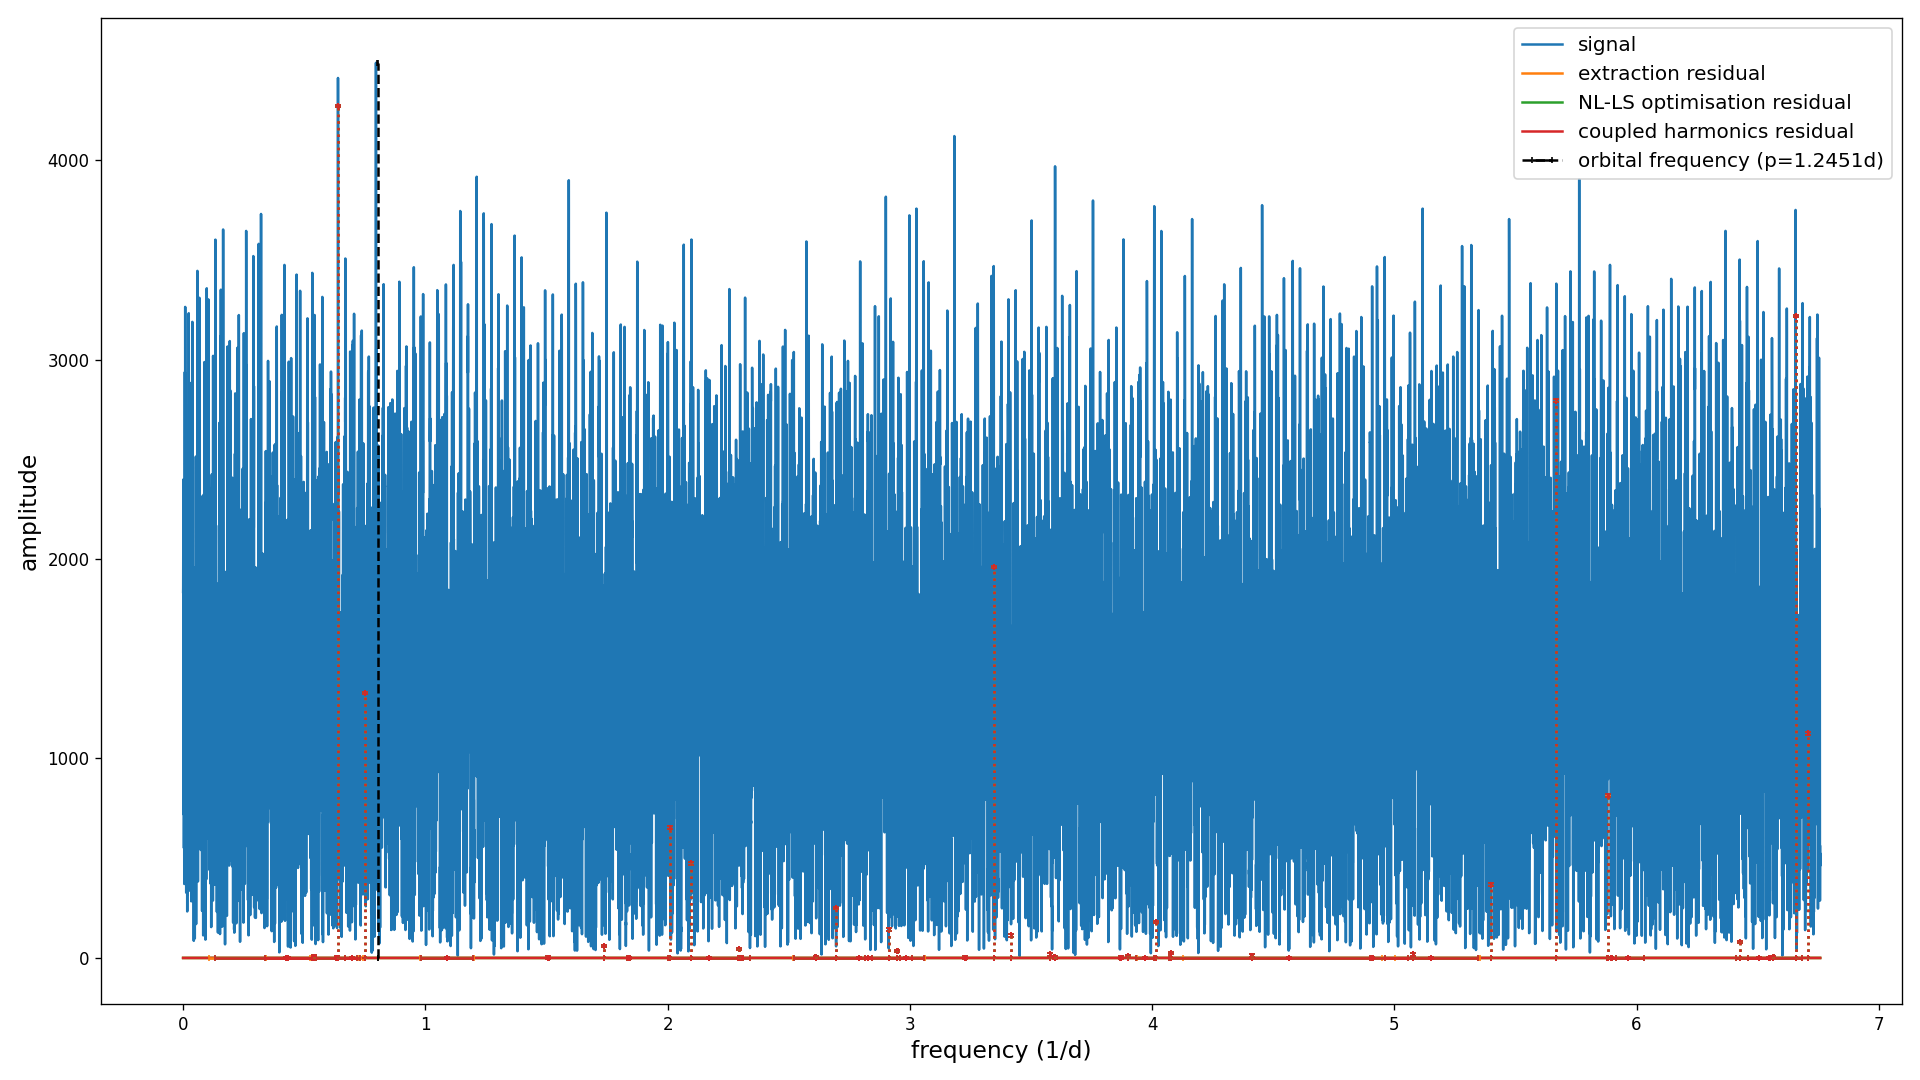 signal
extraction residual
NL-LS optimisation residual
coupled harmonics residual
orbital frequency (p=1.2451d)
amplitude
4000
3000
2000
1000
0
0 1 2 3 4 5 6 7
frequency (1/d)